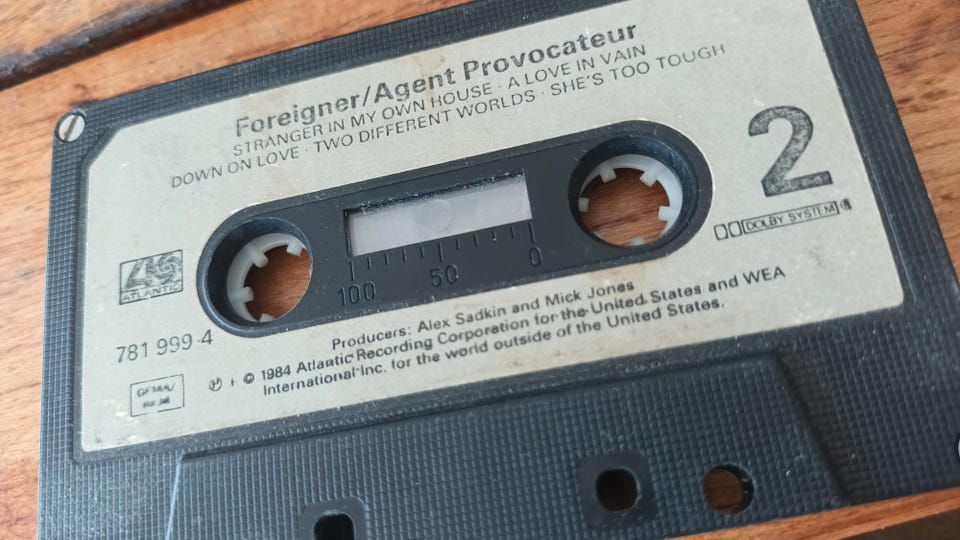 Foreigner/Agent Provocateur
STRANGER IN MY OWN HOUSE · A LOVE IN VAIN
DOWN ON LOVE · TWO DIFFERENT WORLDS · SHE'S TOO TOUGH
2
DOLBY SYSTEM
100 50 0
ATLANTIC
781 999-4
GEMA/
Producers: Alex Sadkin and Mick Jones
℗ + © 1984 Atlantic Recording Corporation for the United States and WEA
International Inc. for the world outside of the United States.